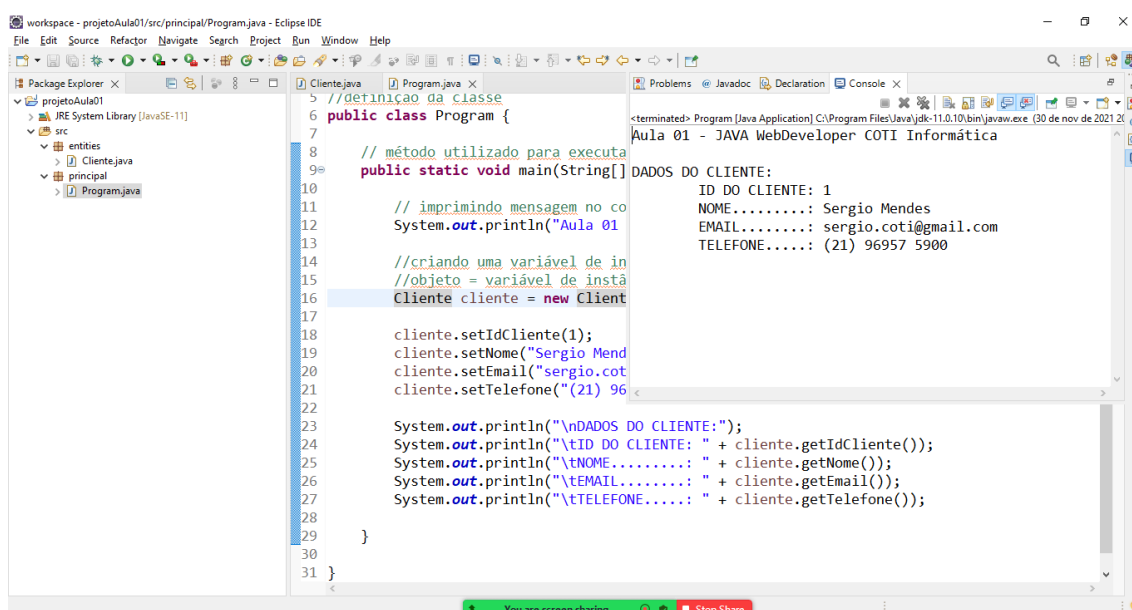 workspace - projetoAula01/src/principal/Program.java - Eclipse IDE
File Edit Source Refactor Navigate Search Project Run Window Help
Package Explorer
projetoAula01
JRE System Library [JavaSE-11]
src
entities
Cliente.java
principal
Program.java
Cliente.java Program.java
5 //definição da classe
6 public class Program {
7
8 // método utilizado para executa
9 public static void main(String[]
10
11 // imprimindo mensagem no co
12 System.out.println("Aula 01
13
14 //criando uma variável de in
15 //objeto = variável de instâ
16 Cliente cliente = new Client
17
18 cliente.setIdCliente(1);
19 cliente.setNome("Sergio Mend
20 cliente.setEmail("sergio.cot
21 cliente.setTelefone("(21) 96
22
23 System.out.println("\nDADOS DO CLIENTE:");
24 System.out.println("\tID DO CLIENTE: " + cliente.getIdCliente());
25 System.out.println("\tNOME.........: " + cliente.getNome());
26 System.out.println("\tEMAIL........: " + cliente.getEmail());
27 System.out.println("\tTELEFONE.....: " + cliente.getTelefone());
28
29 }
30
31 }
Problems @ Javadoc Declaration Console
<terminated> Program [Java Application] C:\Program Files\Java\jdk-11.0.10\bin\javaw.exe (30 de nov de 2021 20
Aula 01 - JAVA WebDeveloper COTI Informática
DADOS DO CLIENTE:
ID DO CLIENTE: 1
NOME.........: Sergio Mendes
EMAIL........: sergio.coti@gmail.com
TELEFONE.....: (21) 96957 5900
You are screen sharing Stop Share